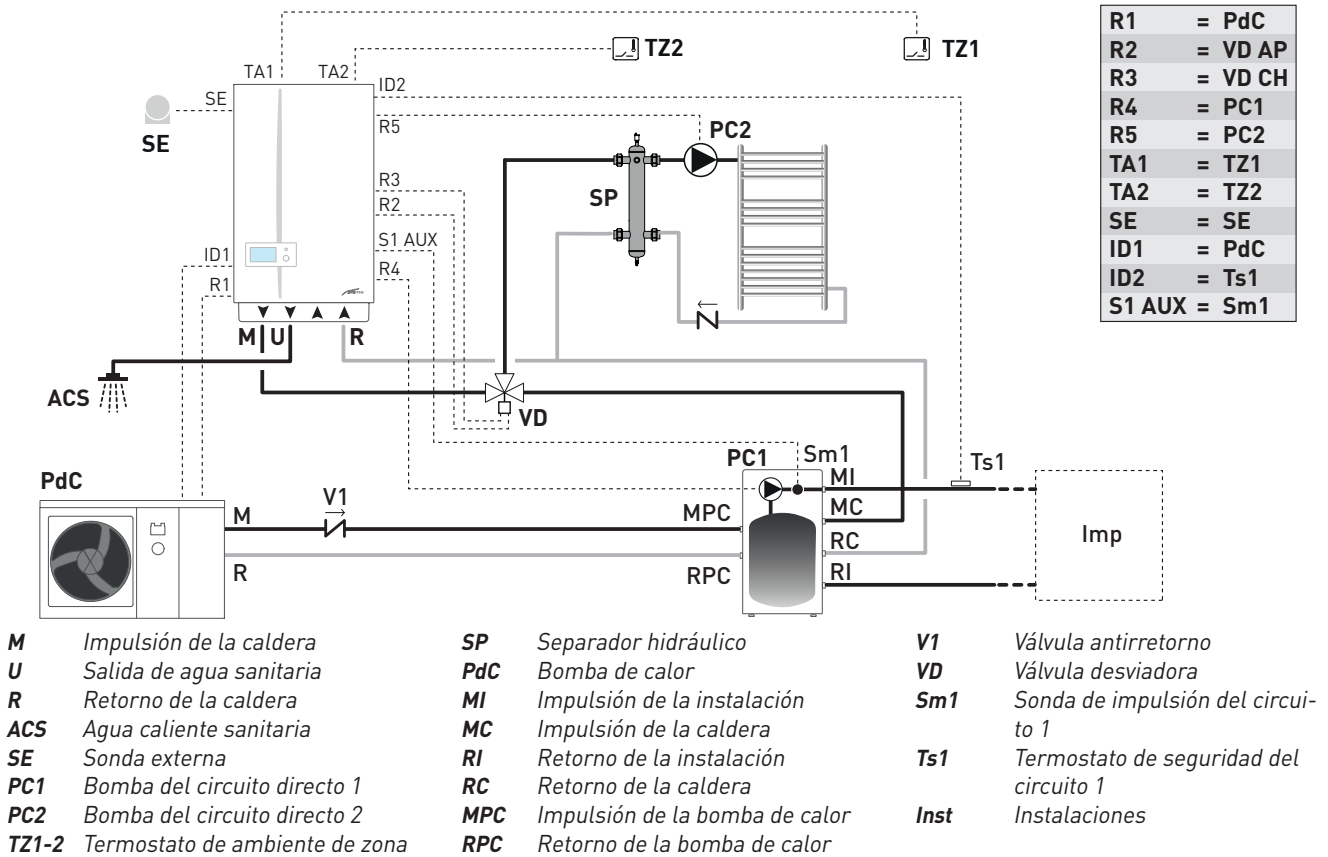 TA1
TA2
TZ2
TZ1
SE
SE
ID2
R5
PC2
R3
R2
SP
S1 AUX
R4
ID1
R1
M
U
R
ACS
VD
PdC
V1
M
R
PC1
Sm1
MI
MPC
MC
RC
RPC
RI
Ts1
Imp
R1 = PdC
R2 = VD AP
R3 = VD CH
R4 = PC1
R5 = PC2
TA1 = TZ1
TA2 = TZ2
SE = SE
ID1 = PdC
ID2 = Ts1
S1 AUX = Sm1
M Impulsión de la caldera
U Salida de agua sanitaria
R Retorno de la caldera
ACS Agua caliente sanitaria
SE Sonda externa
PC1 Bomba del circuito directo 1
PC2 Bomba del circuito directo 2
TZ1-2 Termostato de ambiente de zona
SP Separador hidráulico
PdC Bomba de calor
MI Impulsión de la instalación
MC Impulsión de la caldera
RI Retorno de la instalación
RC Retorno de la caldera
MPC Impulsión de la bomba de calor
RPC Retorno de la bomba de calor
V1 Válvula antirretorno
VD Válvula desviadora
Sm1 Sonda de impulsión del circui-
to 1
Ts1 Termostato de seguridad del
circuito 1
Inst Instalaciones